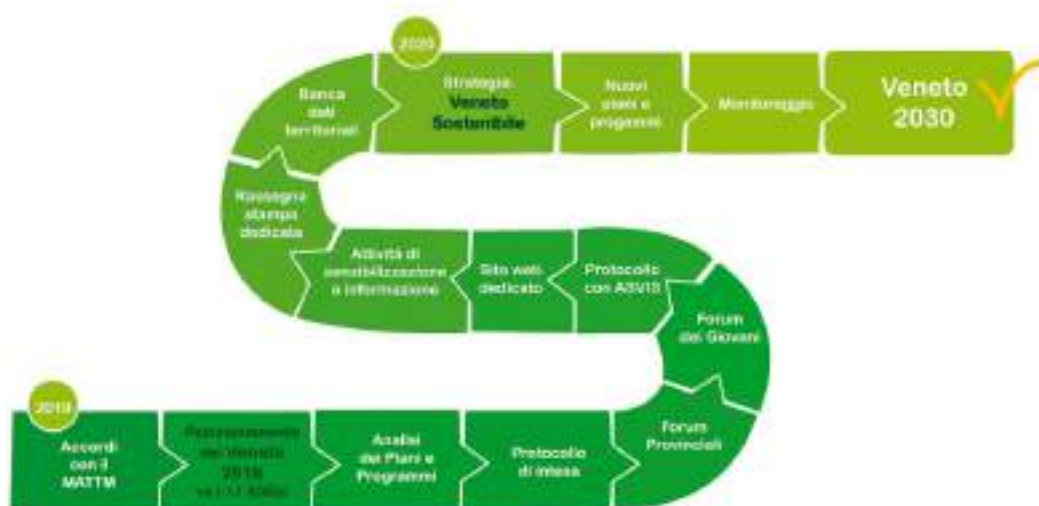 2020
Banca
dati
territoriali
Strategia
Veneto
Sostenibile
Nuovi
piani e
programmi
Monitoraggio
Veneto
2030
Rassegna
stampa
dedicata
Attività di
sensibilizzazione
e informazione
Sito web
dedicato
Protocollo
con ASVIS
Forum
dei Giovani
Forum
Provinciali
Accordi
con il
MATTM
Posizionamento
del Veneto
Analisi
dei Piani e
Programmi
Protocollo
di intesa